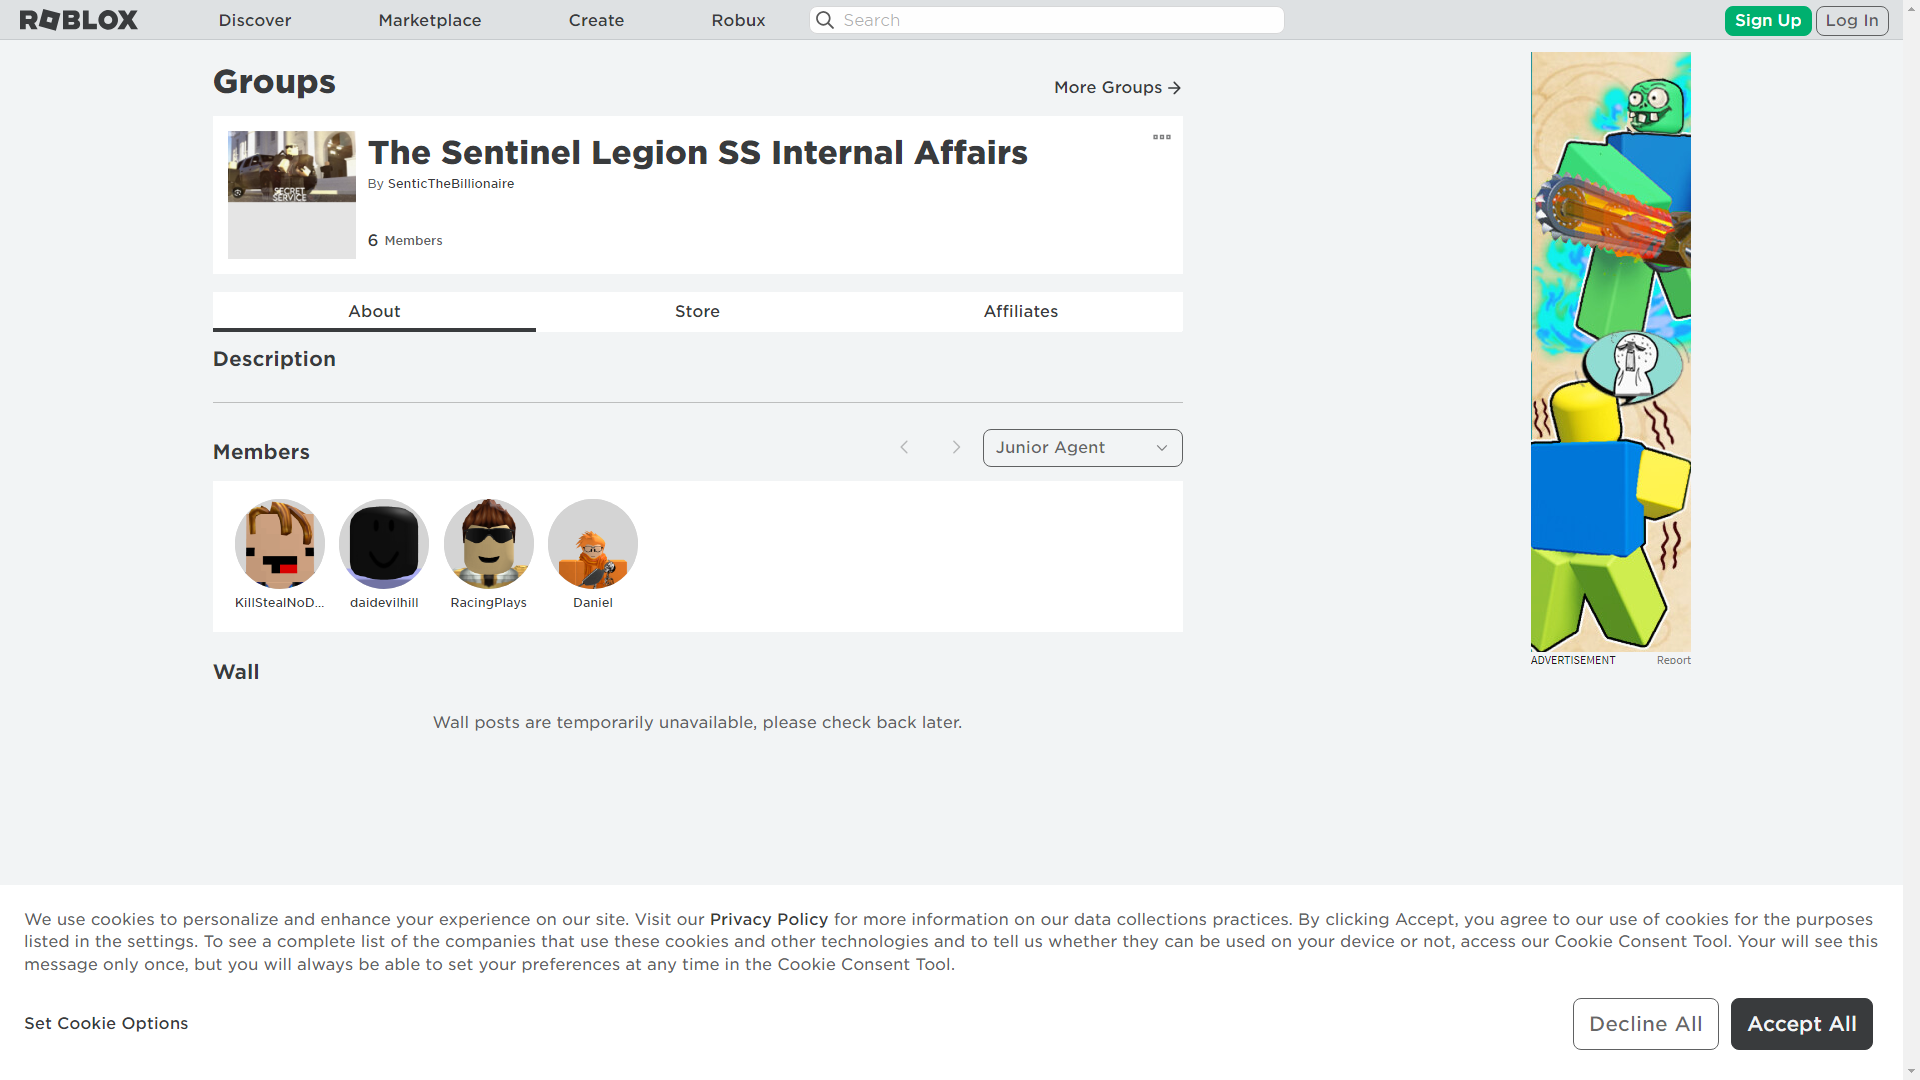 ROBLOX
Discover
Marketplace
Create
Robux
Search
Sign Up
Log In
Groups
More Groups
The Sentinel Legion SS Internal Affairs
By SenticTheBillionaire
6 Members
SECRET
SERVICE
About
Store
Affiliates
Description
Members
Junior Agent
KillStealNoD...
daidevilhill
RacingPlays
Daniel
Wall
Wall posts are temporarily unavailable, please check back later.
ADVERTISEMENT
Report
We use cookies to personalize and enhance your experience on our site. Visit our Privacy Policy for more information on our data collections practices. By clicking Accept, you agree to our use of cookies for the purposes
listed in the settings. To see a complete list of the companies that use these cookies and other technologies and to tell us whether they can be used on your device or not, access our Cookie Consent Tool. Your will see this
message only once, but you will always be able to set your preferences at any time in the Cookie Consent Tool.
Set Cookie Options
Decline All
Accept All